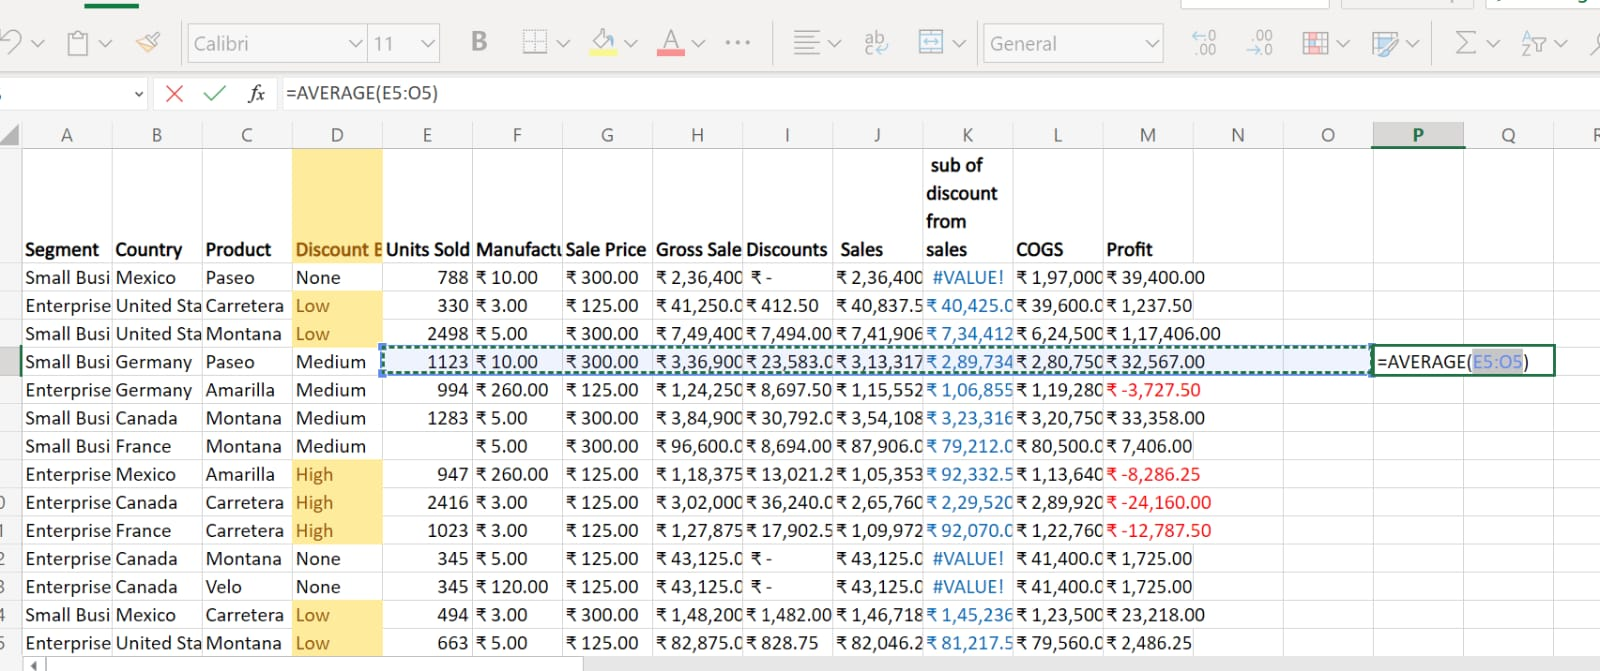 Calibri 11 B General
=AVERAGE(E5:O5)
A B C D E F G H I J K L M N O P Q
sub of
discount
from
Segment Country Product Discount B Units Sold Manufactu Sale Price Gross Sale Discounts Sales sales COGS Profit
Small Busi Mexico Paseo None 788 ₹ 10.00 ₹ 300.00 ₹ 2,36,400 ₹ - ₹ 2,36,400 #VALUE! ₹ 1,97,000 ₹ 39,400.00
Enterprise United Sta Carretera Low 330 ₹ 3.00 ₹ 125.00 ₹ 41,250.0 ₹ 412.50 ₹ 40,837.5 ₹ 40,425.0 ₹ 39,600.0 ₹ 1,237.50
Small Busi United Sta Montana Low 2498 ₹ 5.00 ₹ 300.00 ₹ 7,49,400 ₹ 7,494.00 ₹ 7,41,906 ₹ 7,34,412 ₹ 6,24,500 ₹ 1,17,406.00
Small Busi Germany Paseo Medium 1123 ₹ 10.00 ₹ 300.00 ₹ 3,36,900 ₹ 23,583.0 ₹ 3,13,317 ₹ 2,89,734 ₹ 2,80,750 ₹ 32,567.00 =AVERAGE(E5:O5)
Enterprise Germany Amarilla Medium 994 ₹ 260.00 ₹ 125.00 ₹ 1,24,250 ₹ 8,697.50 ₹ 1,15,552 ₹ 1,06,855 ₹ 1,19,280 ₹ -3,727.50
Small Busi Canada Montana Medium 1283 ₹ 5.00 ₹ 300.00 ₹ 3,84,900 ₹ 30,792.0 ₹ 3,54,108 ₹ 3,23,316 ₹ 3,20,750 ₹ 33,358.00
Small Busi France Montana Medium ₹ 5.00 ₹ 300.00 ₹ 96,600.0 ₹ 8,694.00 ₹ 87,906.0 ₹ 79,212.0 ₹ 80,500.0 ₹ 7,406.00
Enterprise Mexico Amarilla High 947 ₹ 260.00 ₹ 125.00 ₹ 1,18,375 ₹ 13,021.2 ₹ 1,05,353 ₹ 92,332.5 ₹ 1,13,640 ₹ -8,286.25
Enterprise Canada Carretera High 2416 ₹ 3.00 ₹ 125.00 ₹ 3,02,000 ₹ 36,240.0 ₹ 2,65,760 ₹ 2,29,520 ₹ 2,89,920 ₹ -24,160.00
Enterprise France Carretera High 1023 ₹ 3.00 ₹ 125.00 ₹ 1,27,875 ₹ 17,902.5 ₹ 1,09,972 ₹ 92,070.0 ₹ 1,22,760 ₹ -12,787.50
Enterprise Canada Montana None 345 ₹ 5.00 ₹ 125.00 ₹ 43,125.0 ₹ - ₹ 43,125.0 #VALUE! ₹ 41,400.0 ₹ 1,725.00
Enterprise Canada Velo None 345 ₹ 120.00 ₹ 125.00 ₹ 43,125.0 ₹ - ₹ 43,125.0 #VALUE! ₹ 41,400.0 ₹ 1,725.00
Small Busi Mexico Carretera Low 494 ₹ 3.00 ₹ 300.00 ₹ 1,48,200 ₹ 1,482.00 ₹ 1,46,718 ₹ 1,45,236 ₹ 1,23,500 ₹ 23,218.00
Enterprise United Sta Montana Low 663 ₹ 5.00 ₹ 125.00 ₹ 82,875.0 ₹ 828.75 ₹ 82,046.2 ₹ 81,217.5 ₹ 79,560.0 ₹ 2,486.25